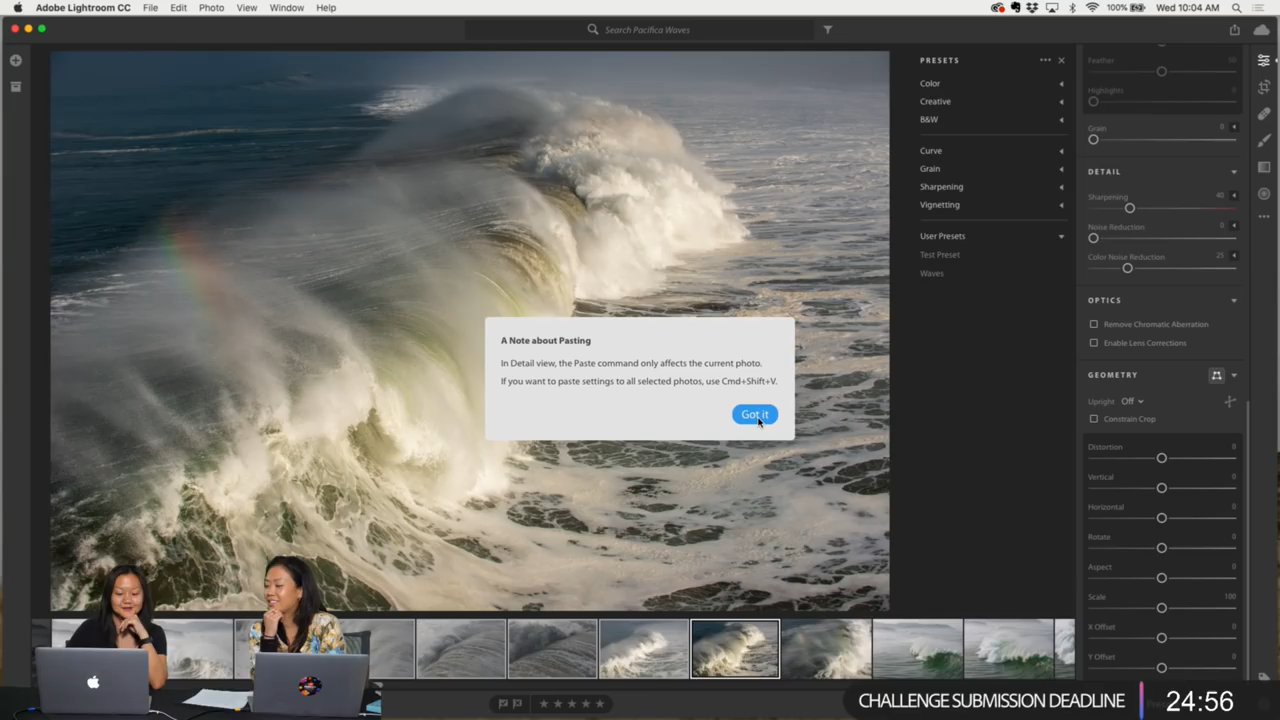 Adobe Lightroom CC File Edit Photo View Window Help
100% Wed 10:04 AM
Search Pacifica Waves
PRESETS
Color
Creative
B&W
Curve
Grain
Sharpening
Vignetting
User Presets
Test Preset
Waves
Feather 50
Highlights 0
Grain 0
DETAIL
Sharpening 40
Noise Reduction 0
Color Noise Reduction 25
OPTICS
Remove Chromatic Aberration
Enable Lens Corrections
GEOMETRY
Upright Off
Constrain Crop
Distortion 0
Vertical 0
Horizontal 0
Rotate 0
Aspect 0
Scale 100
X Offset 0
Y Offset 0
A Note about Pasting
In Detail view, the Paste command only affects the current photo.
If you want to paste settings to all selected photos, use Cmd+Shift+V.
Got it
CHALLENGE SUBMISSION DEADLINE 24:56